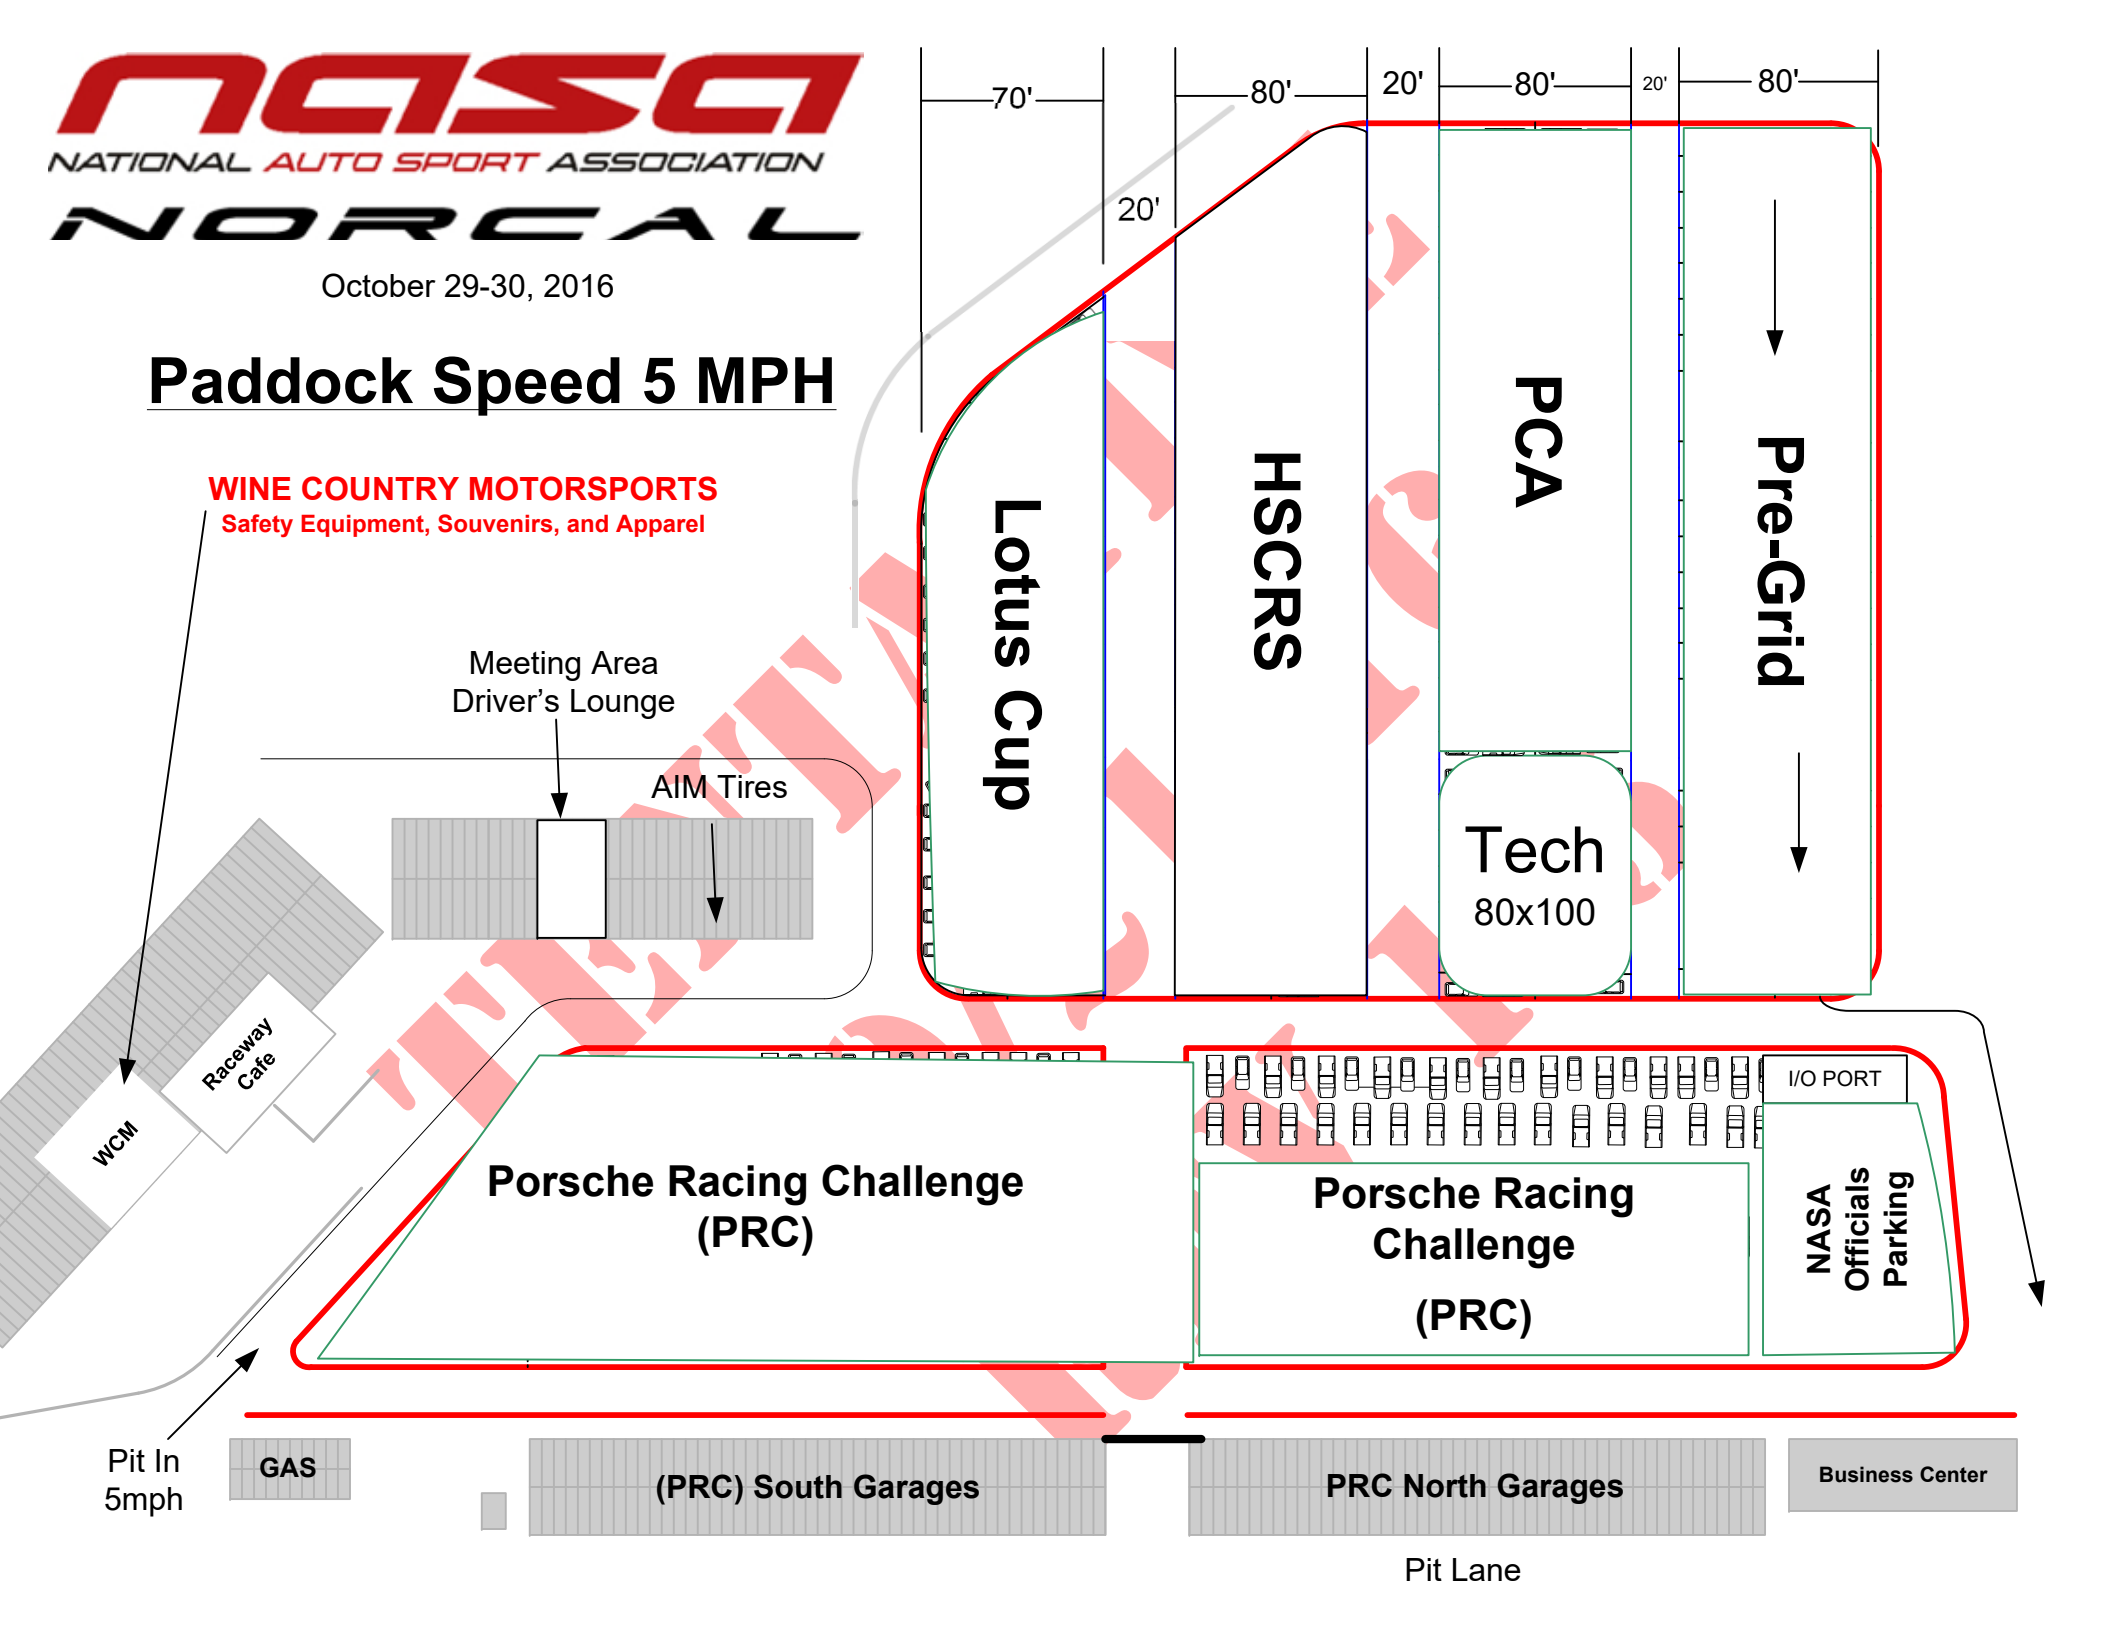 nasa
NATIONAL AUTO SPORT ASSOCIATION
NORCAL
October 29-30, 2016
Paddock Speed 5 MPH
WINE COUNTRY MOTORSPORTS
Safety Equipment, Souvenirs, and Apparel
70'
20'
80'
20'
80'
20'
80'
Lotus Cup
HSCRS
PCA
Pre-Grid
Tech
80x100
Meeting Area
Driver's Lounge
AIM Tires
Raceway
Cafe
WCM
Porsche Racing Challenge
(PRC)
Porsche Racing
Challenge
(PRC)
I/O PORT
NASA
Officials
Parking
Pit In
5mph
GAS
(PRC) South Garages
PRC North Garages
Business Center
Pit Lane